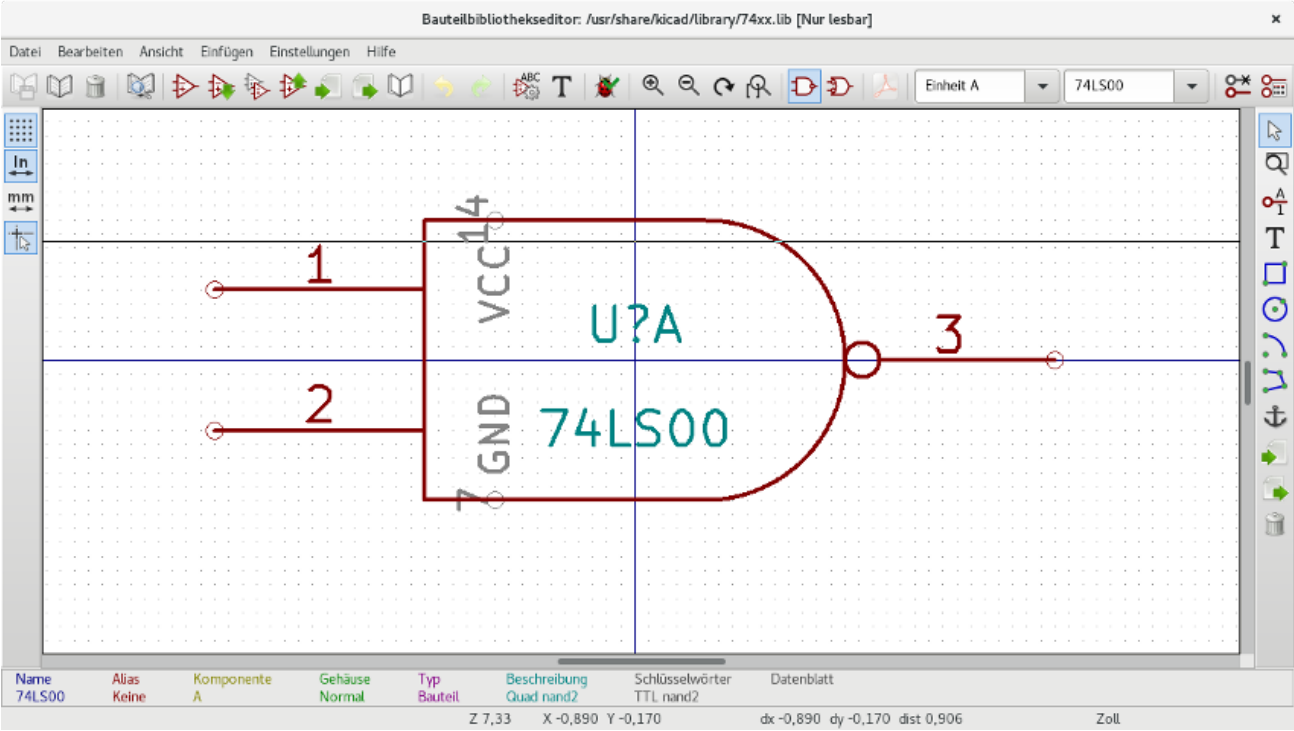 Bauteilbibliothekseditor: /usr/share/kicad/library/74xx.lib [Nur lesbar]
Datei Bearbeiten Ansicht Einfügen Einstellungen Hilfe
ABC T Einheit A 74LS00
In
mm
A
1
T
14
VCC
1
U?A
3
2
GND
74LS00
7
Name Alias Komponente Gehäuse Typ Beschreibung Schlüsselwörter Datenblatt
74LS00 Keine A Normal Bauteil Quad nand2 TTL nand2
Z 7,33 X -0,890 Y -0,170 dx -0,890 dy -0,170 dist 0,906 Zoll